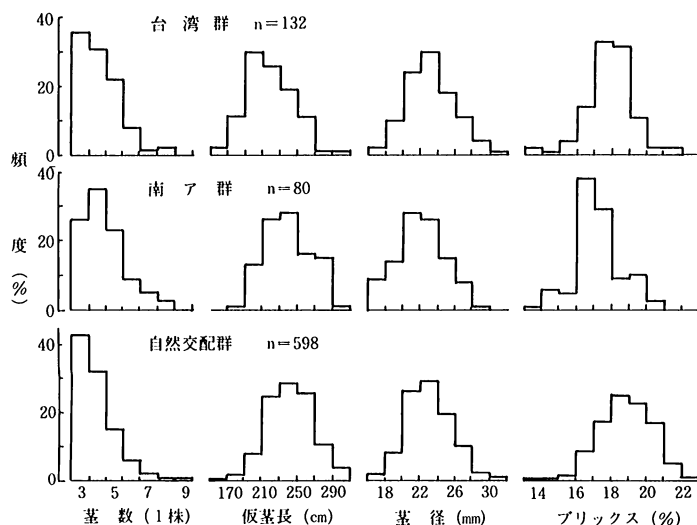 台湾群 n=132
40
20
0
南ア群 n=80
40
20
0
自然交配群 n=598
40
20
0
頻度(%)
3 5 7 9
170 210 250 290
18 22 26 30
14 16 18 20 22
茎数(1株)
仮茎長(cm)
茎径(mm)
ブリックス(%)